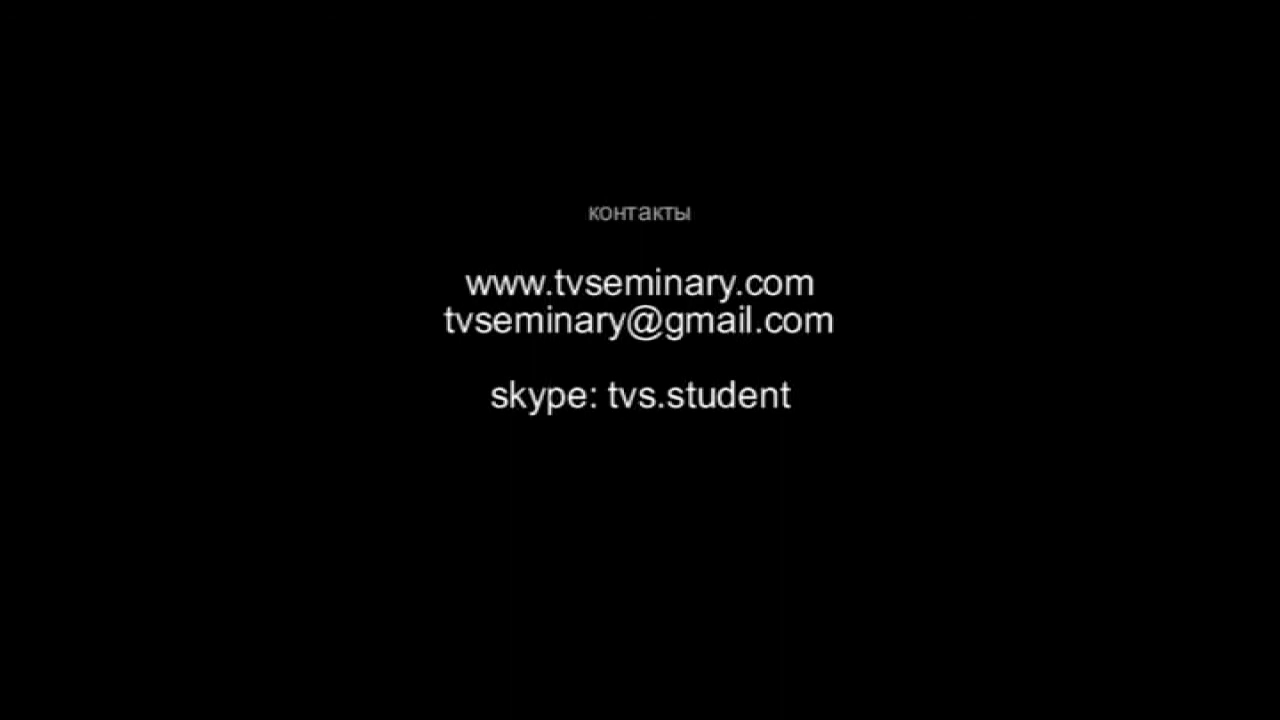 контакты
www.tvseminary.com
tvseminary@gmail.com
skype: tvs.student